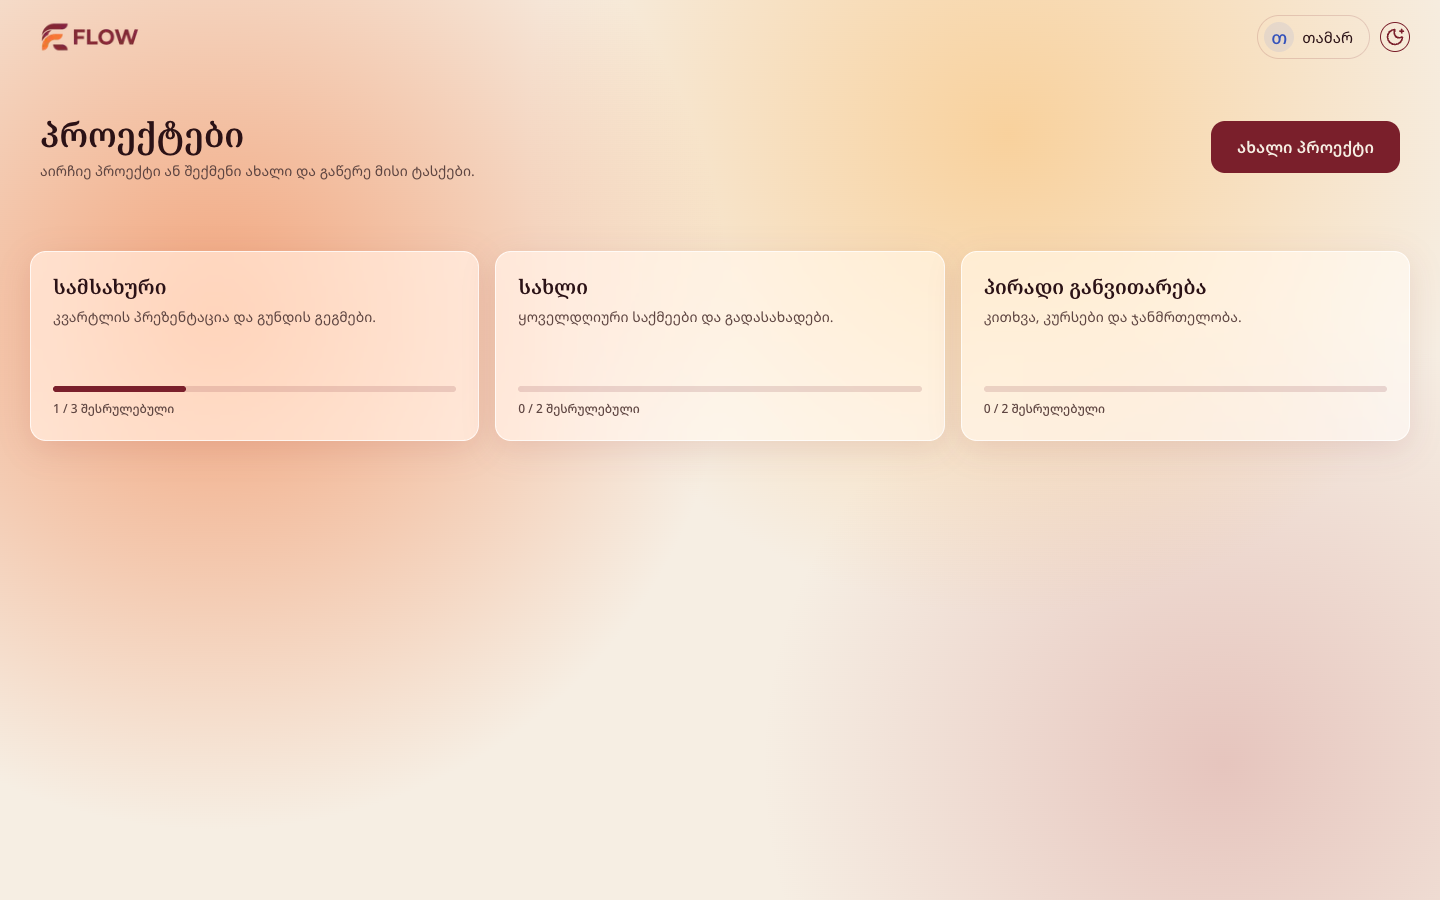 FLOW
თ
თამარ
პროექტები
აირჩიე პროექტი ან შექმენი ახალი და გაწერე მისი ტასქები.
ახალი პროექტი
სამსახური
კვარტლის პრეზენტაცია და გუნდის გეგმები.
1 / 3 შესრულებული
სახლი
ყოველდღიური საქმეები და გადასახადები.
0 / 2 შესრულებული
პირადი განვითარება
კითხვა, კურსები და ჯანმრთელობა.
0 / 2 შესრულებული